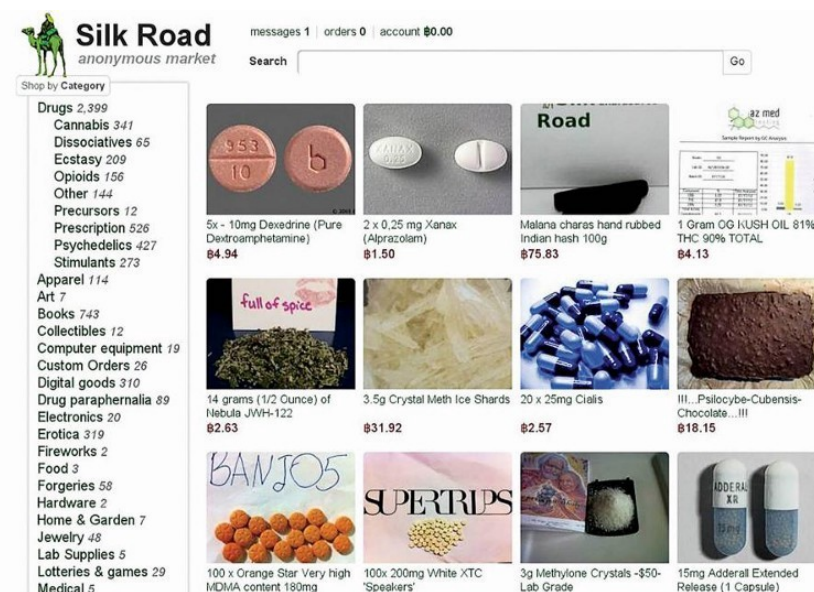 Silk Road
anonymous market
messages 1 orders 0 account ฿0.00
Search
Go
Shop by Category
Drugs 2,399
Cannabis 341
Dissociatives 65
Ecstasy 209
Opioids 156
Other 144
Precursors 12
Prescription 526
Psychedelics 427
Stimulants 273
Apparel 114
Art 7
Books 743
Collectibles 12
Computer equipment 19
Custom Orders 26
Digital goods 310
Drug paraphernalia 89
Electronics 20
Erotica 319
Fireworks 2
Food 3
Forgeries 58
Hardware 2
Home & Garden 7
Jewelry 48
Lab Supplies 5
Lotteries & games 29
Medical 5
953
10
b
5x - 10mg Dexedrine (Pure
Dextroamphetamine)
฿4.94
XANAX
2 x 0,25 mg Xanax
(Alprazolam)
฿1.50
Road
Malana charas hand rubbed
Indian hash 100g
฿75.83
az med
Sample Report by GC Analysis
1 Gram OG KUSH OIL 81%
THC 90% TOTAL
฿4.13
full of spice
14 grams (1/2 Ounce) of
Nebula JWH-122
฿2.63
3.5g Crystal Meth Ice Shards
฿31.92
20 x 25mg Cialis
฿2.57
!!!...Psilocybe-Cubensis-
Chocolate...!!!
฿18.15
BANJO5
100 x Orange Star Very high
MDMA content 180mg
SUPERTRIPS
100x 200mg White XTC
'Speakers'
3g Methylone Crystals -$50-
Lab Grade
ADDERAL
XR
15mg Adderall Extended
Release (1 Capsule)